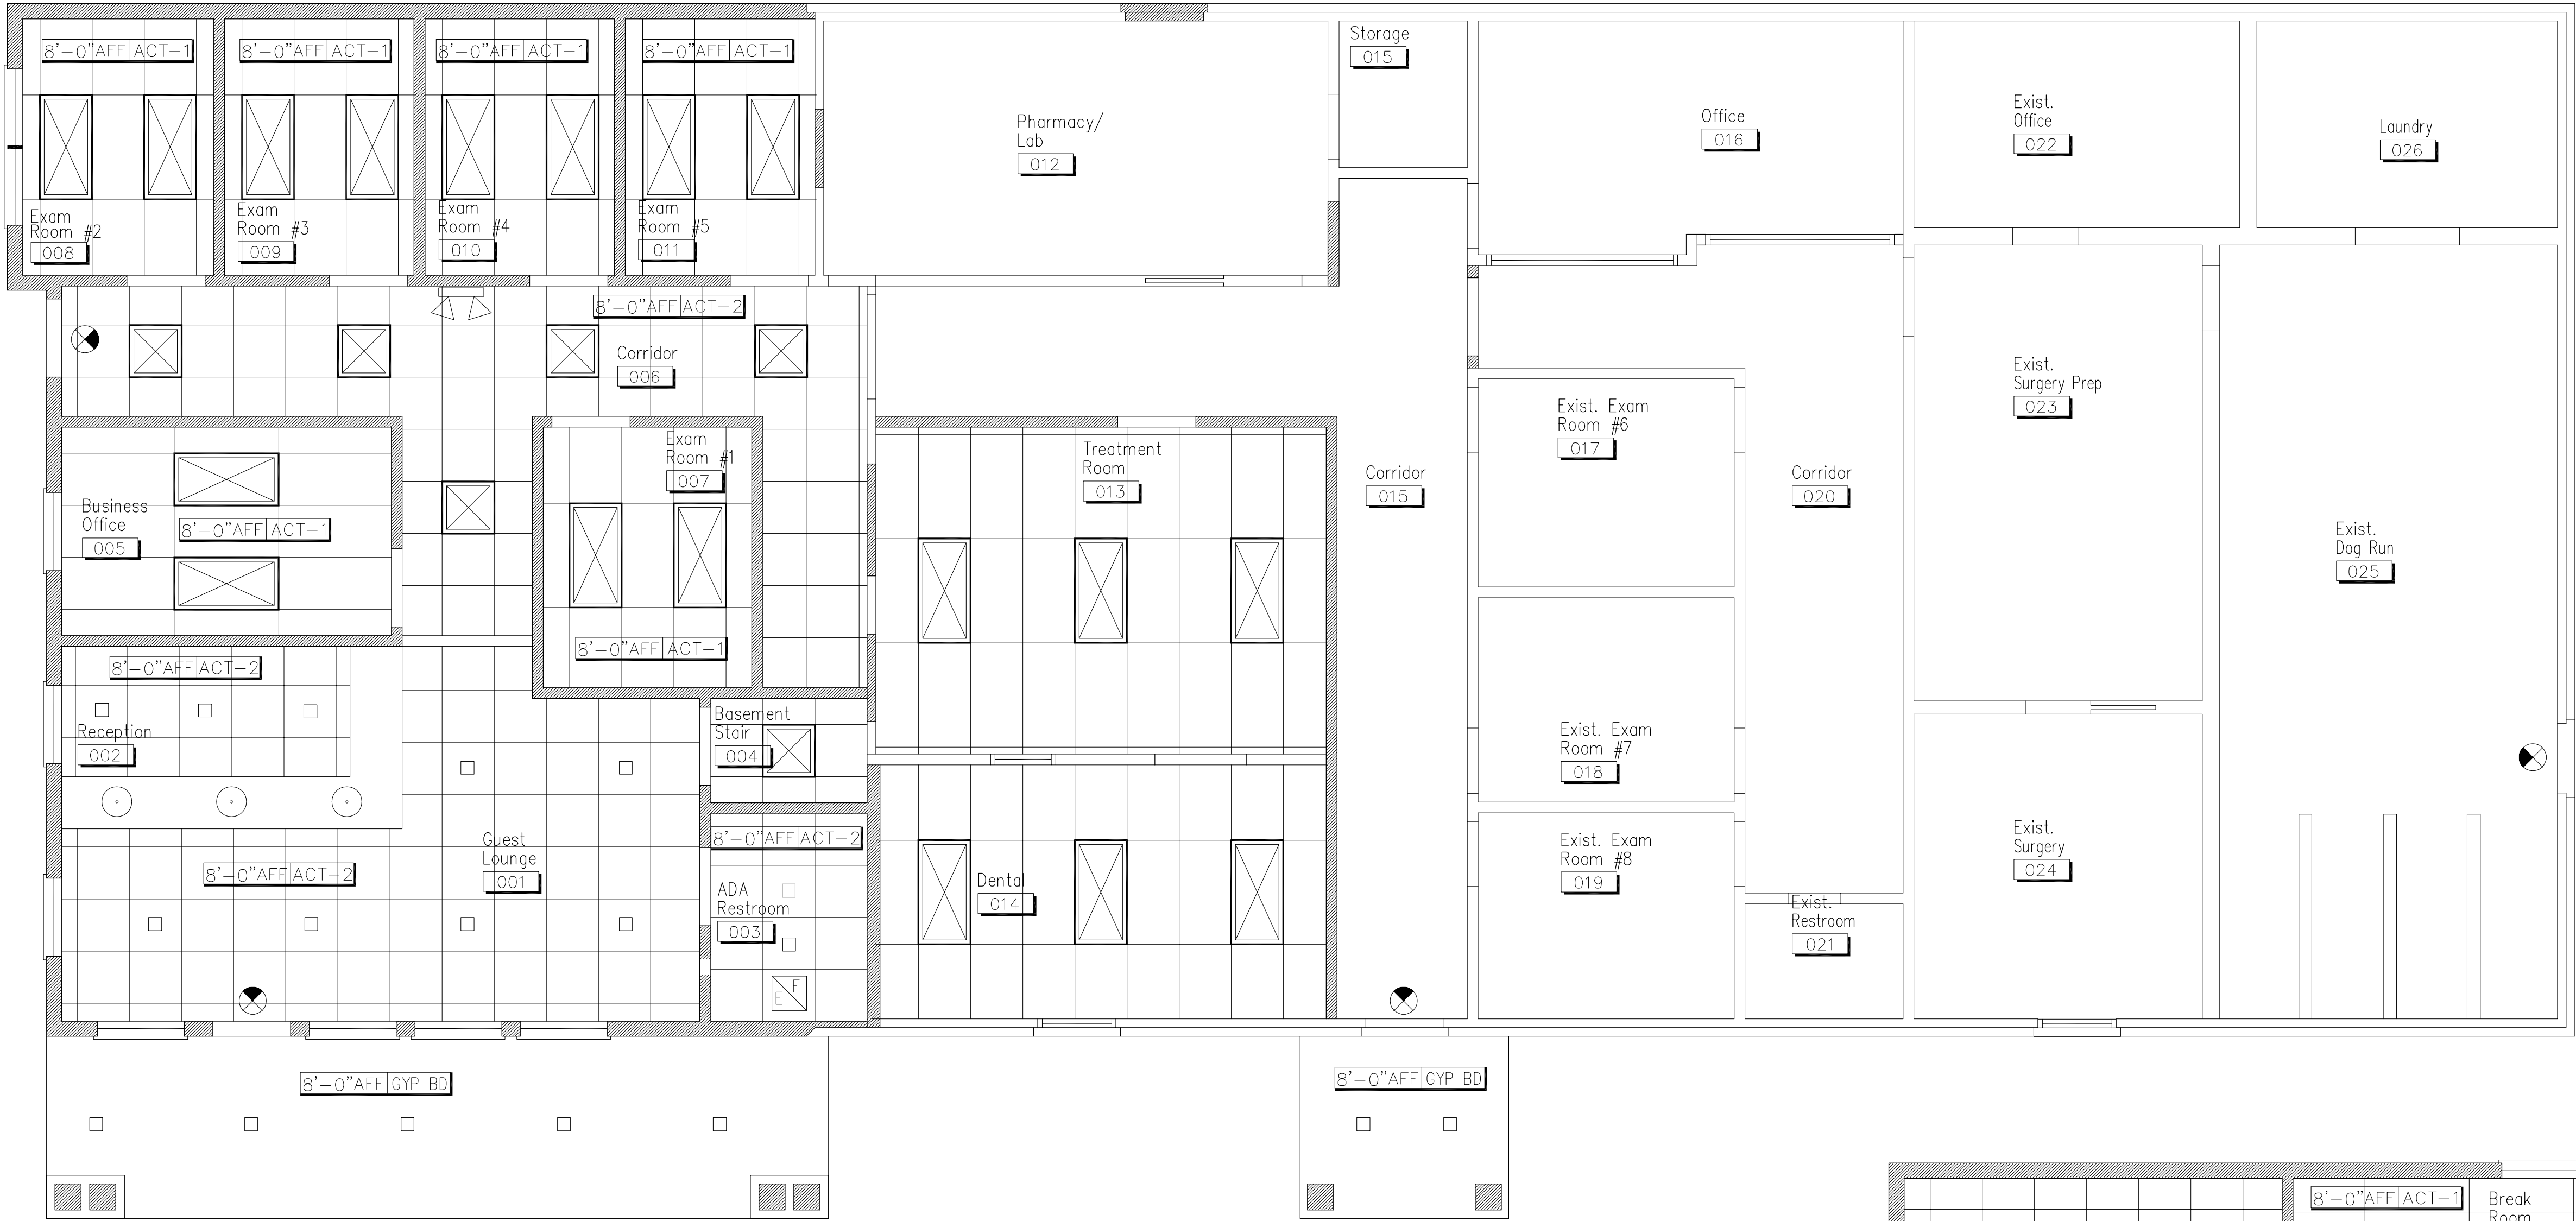 8'-0"AFF ACT-1
8'-0"AFF ACT-1
8'-0"AFF ACT-1
8'-0"AFF ACT-1
Exam
Room #2
008
Exam
Room #3
009
Exam
Room #4
010
Exam
Room #5
011
Pharmacy/
Lab
012
Storage
015
Office
016
Exist.
Office
022
Laundry
026
8'-0"AFF ACT-2
Corridor
006
Business
Office
005
8'-0"AFF ACT-1
Exam
Room #1
007
8'-0"AFF ACT-1
Treatment
Room
013
Corridor
015
Exist. Exam
Room #6
017
Corridor
020
Exist.
Surgery Prep
023
Exist.
Dog Run
025
8'-0"AFF ACT-2
Reception
002
Basement
Stair
004
Exist. Exam
Room #7
018
8'-0"AFF ACT-2
Guest
Lounge
001
8'-0"AFF ACT-2
ADA
Restroom
003
F
E
Dental
014
Exist. Exam
Room #8
019
Exist.
Restroom
021
Exist.
Surgery
024
8'-0"AFF GYP BD
8'-0"AFF GYP BD
8'-0"AFF ACT-1
Break
Room